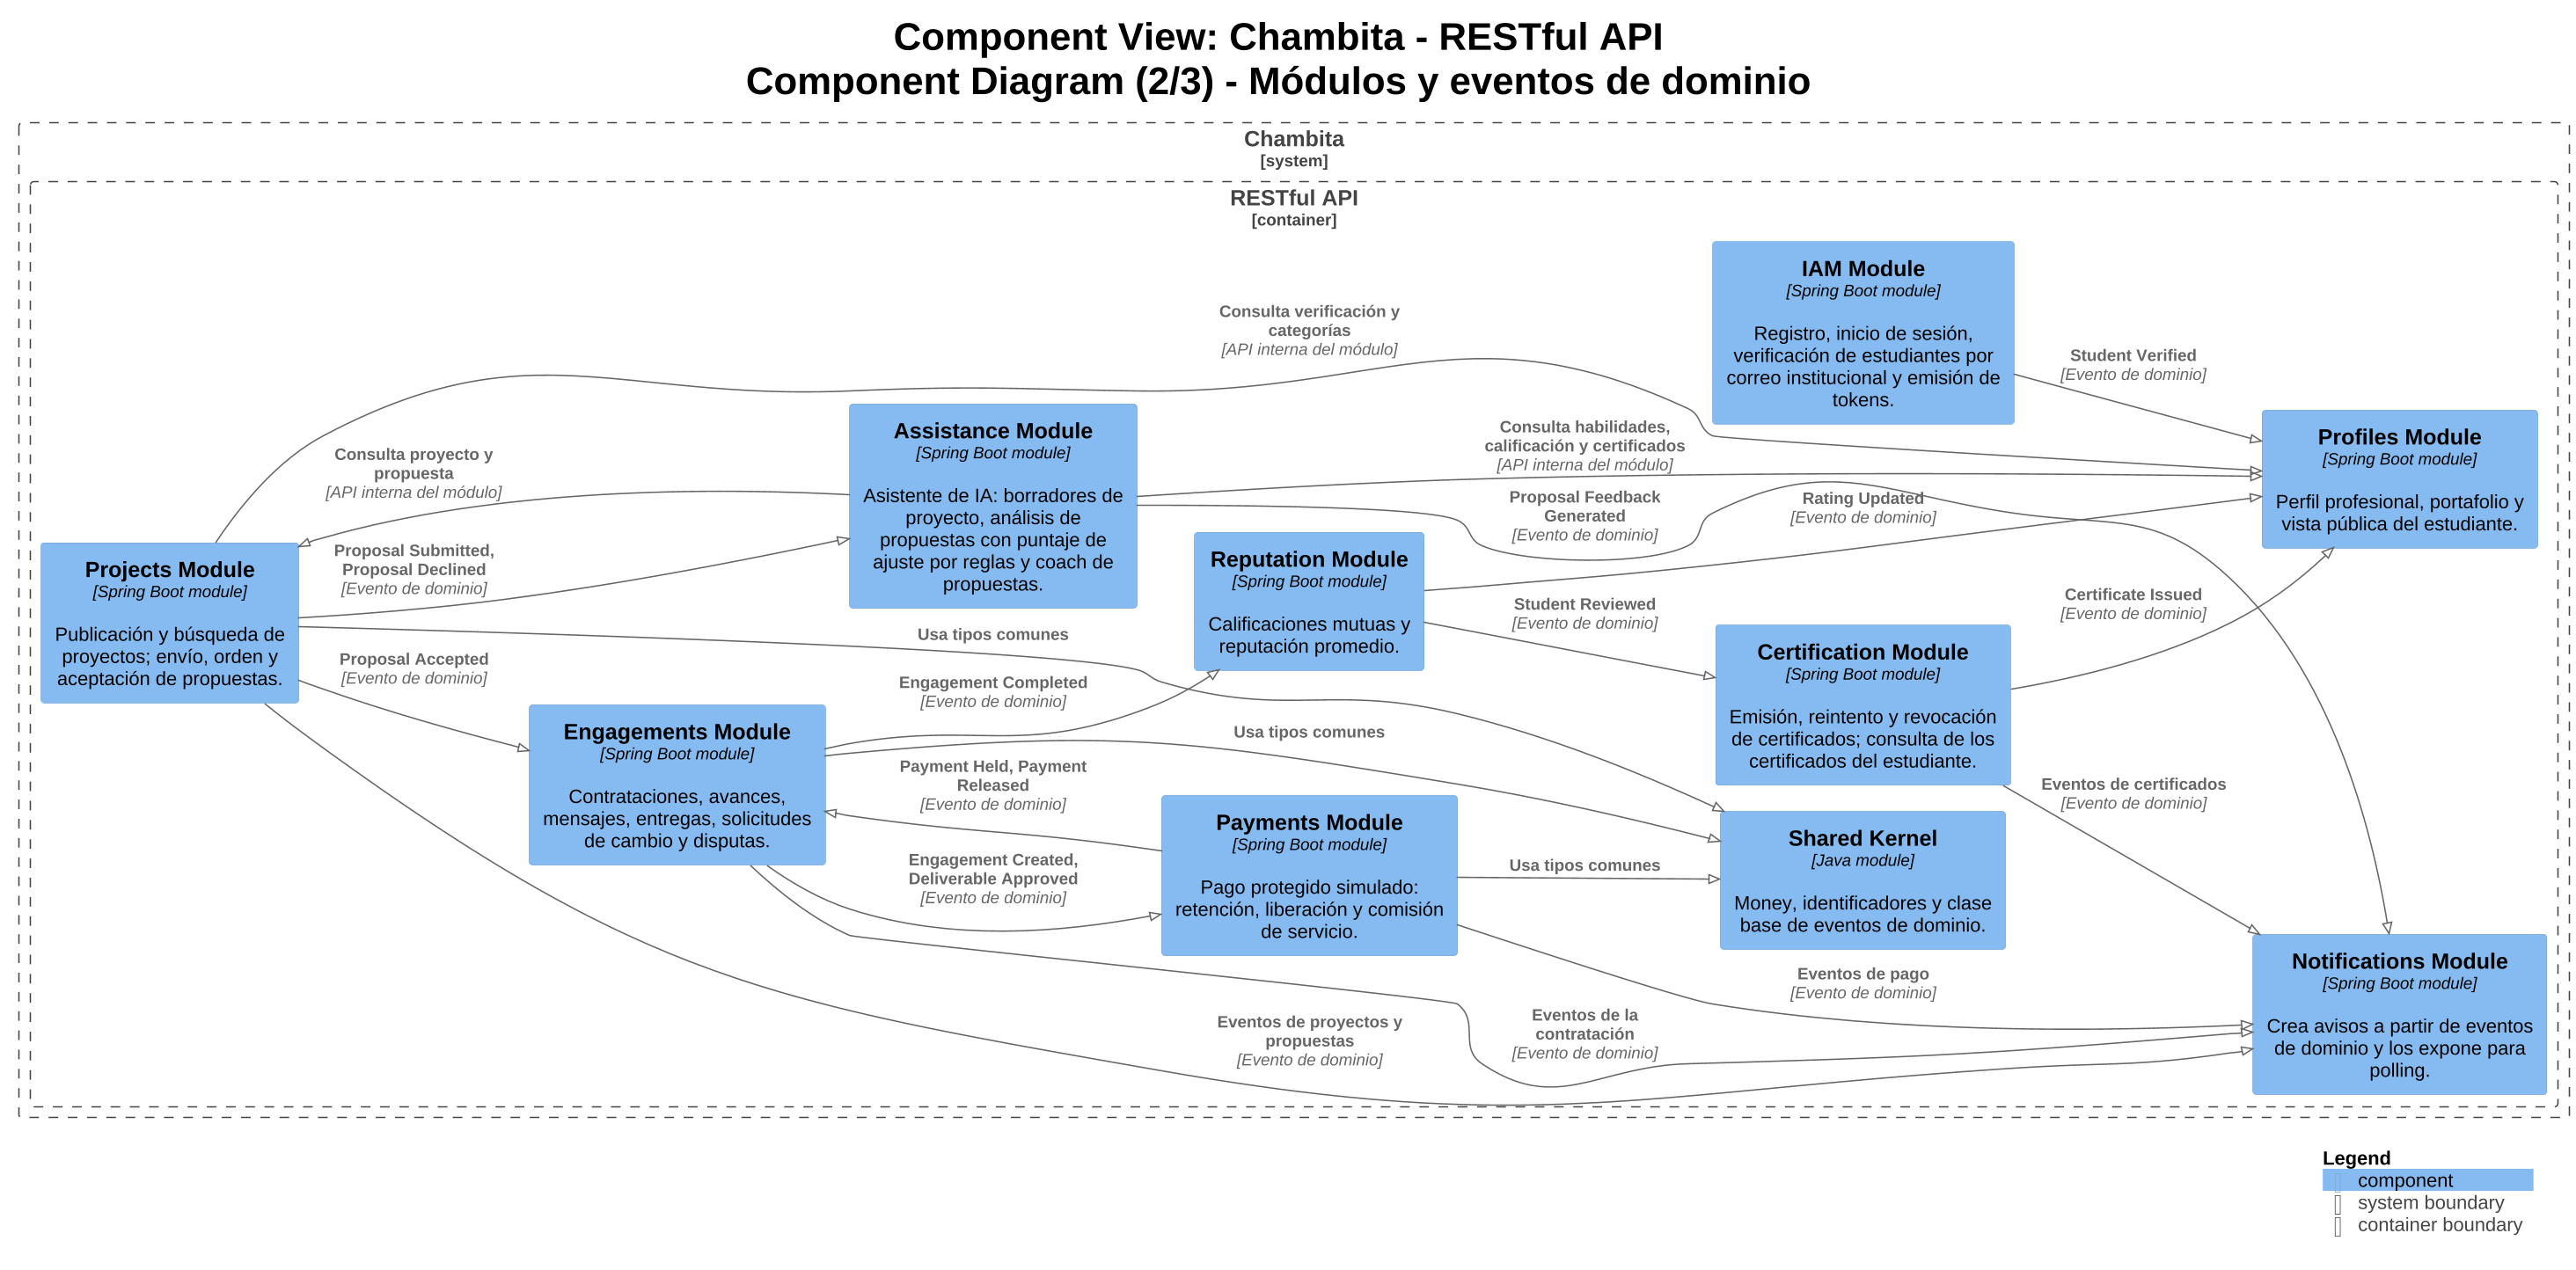 Component View: Chambita - RESTful API
Component Diagram (2/3) - Módulos y eventos de dominio
Chambita
[system]
RESTful API
[container]
IAM Module
[Spring Boot module]
Registro, inicio de sesión,
verificación de estudiantes por
correo institucional y emisión de
tokens.
Consulta verificación y
categorías
[API interna del módulo]
Student Verified
[Evento de dominio]
Assistance Module
[Spring Boot module]
Asistente de IA: borradores de
proyecto, análisis de
propuestas con puntaje de
ajuste por reglas y coach de
propuestas.
Consulta habilidades,
calificación y certificados
[API interna del módulo]
Profiles Module
[Spring Boot module]
Perfil profesional, portafolio y
vista pública del estudiante.
Consulta proyecto y
propuesta
[API interna del módulo]
Proposal Feedback
Generated
[Evento de dominio]
Rating Updated
[Evento de dominio]
Projects Module
[Spring Boot module]
Publicación y búsqueda de
proyectos; envío, orden y
aceptación de propuestas.
Proposal Submitted,
Proposal Declined
[Evento de dominio]
Reputation Module
[Spring Boot module]
Calificaciones mutuas y
reputación promedio.
Student Reviewed
[Evento de dominio]
Certificate Issued
[Evento de dominio]
Usa tipos comunes
Proposal Accepted
[Evento de dominio]
Engagement Completed
[Evento de dominio]
Certification Module
[Spring Boot module]
Emisión, reintento y revocación
de certificados; consulta de los
certificados del estudiante.
Engagements Module
[Spring Boot module]
Contrataciones, avances,
mensajes, entregas, solicitudes
de cambio y disputas.
Usa tipos comunes
Payment Held, Payment
Released
[Evento de dominio]
Eventos de certificados
[Evento de dominio]
Payments Module
[Spring Boot module]
Pago protegido simulado:
retención, liberación y comisión
de servicio.
Usa tipos comunes
Shared Kernel
[Java module]
Money, identificadores y clase
base de eventos de dominio.
Engagement Created,
Deliverable Approved
[Evento de dominio]
Eventos de pago
[Evento de dominio]
Notifications Module
[Spring Boot module]
Crea avisos a partir de eventos
de dominio y los expone para
polling.
Eventos de proyectos y
propuestas
[Evento de dominio]
Eventos de la
contratación
[Evento de dominio]
Legend
component
system boundary
container boundary